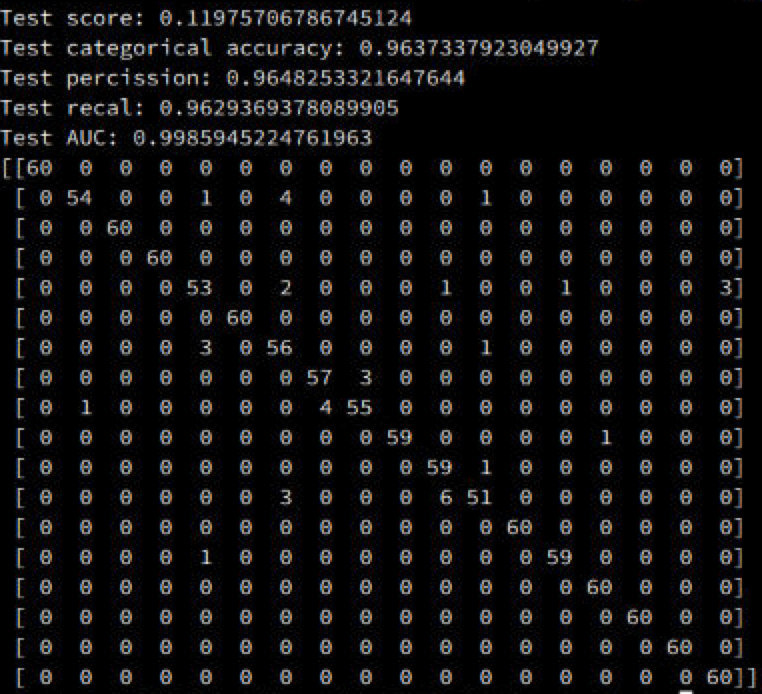 Test score: 0.11975706786745124
Test categorical accuracy: 0.9637337923049927
Test percission: 0.9648253321647644
Test recal: 0.9629369378089905
Test AUC: 0.9985945224761963
[[60 0 0 0 0 0 0 0 0 0 0 0 0 0 0 0 0 0]
[ 0 54 0 0 1 0 4 0 0 0 0 1 0 0 0 0 0 0]
[ 0 0 60 0 0 0 0 0 0 0 0 0 0 0 0 0 0 0]
[ 0 0 0 60 0 0 0 0 0 0 0 0 0 0 0 0 0 0]
[ 0 0 0 0 53 0 2 0 0 0 1 0 0 1 0 0 0 3]
[ 0 0 0 0 0 60 0 0 0 0 0 0 0 0 0 0 0 0]
[ 0 0 0 0 3 0 56 0 0 0 0 1 0 0 0 0 0 0]
[ 0 0 0 0 0 0 0 57 3 0 0 0 0 0 0 0 0 0]
[ 0 1 0 0 0 0 0 4 55 0 0 0 0 0 0 0 0 0]
[ 0 0 0 0 0 0 0 0 0 59 0 0 0 0 1 0 0 0]
[ 0 0 0 0 0 0 0 0 0 0 59 1 0 0 0 0 0 0]
[ 0 0 0 0 0 0 3 0 0 0 6 51 0 0 0 0 0 0]
[ 0 0 0 0 0 0 0 0 0 0 0 0 60 0 0 0 0 0]
[ 0 0 0 0 1 0 0 0 0 0 0 0 0 59 0 0 0 0]
[ 0 0 0 0 0 0 0 0 0 0 0 0 0 0 60 0 0 0]
[ 0 0 0 0 0 0 0 0 0 0 0 0 0 0 0 60 0 0]
[ 0 0 0 0 0 0 0 0 0 0 0 0 0 0 0 0 60 0]
[ 0 0 0 0 0 0 0 0 0 0 0 0 0 0 0 0 0 60]]